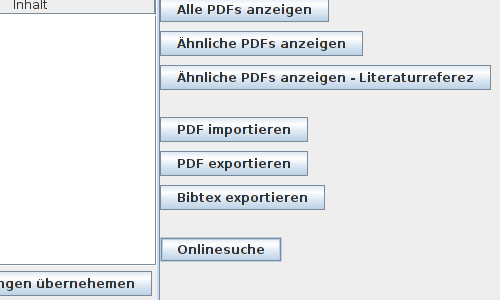 Inhalt
Alle PDFs anzeigen
Ähnliche PDFs anzeigen
Ähnliche PDFs anzeigen - Literaturreferez
PDF importieren
PDF exportieren
Bibtex exportieren
Onlinesuche
übernehemen